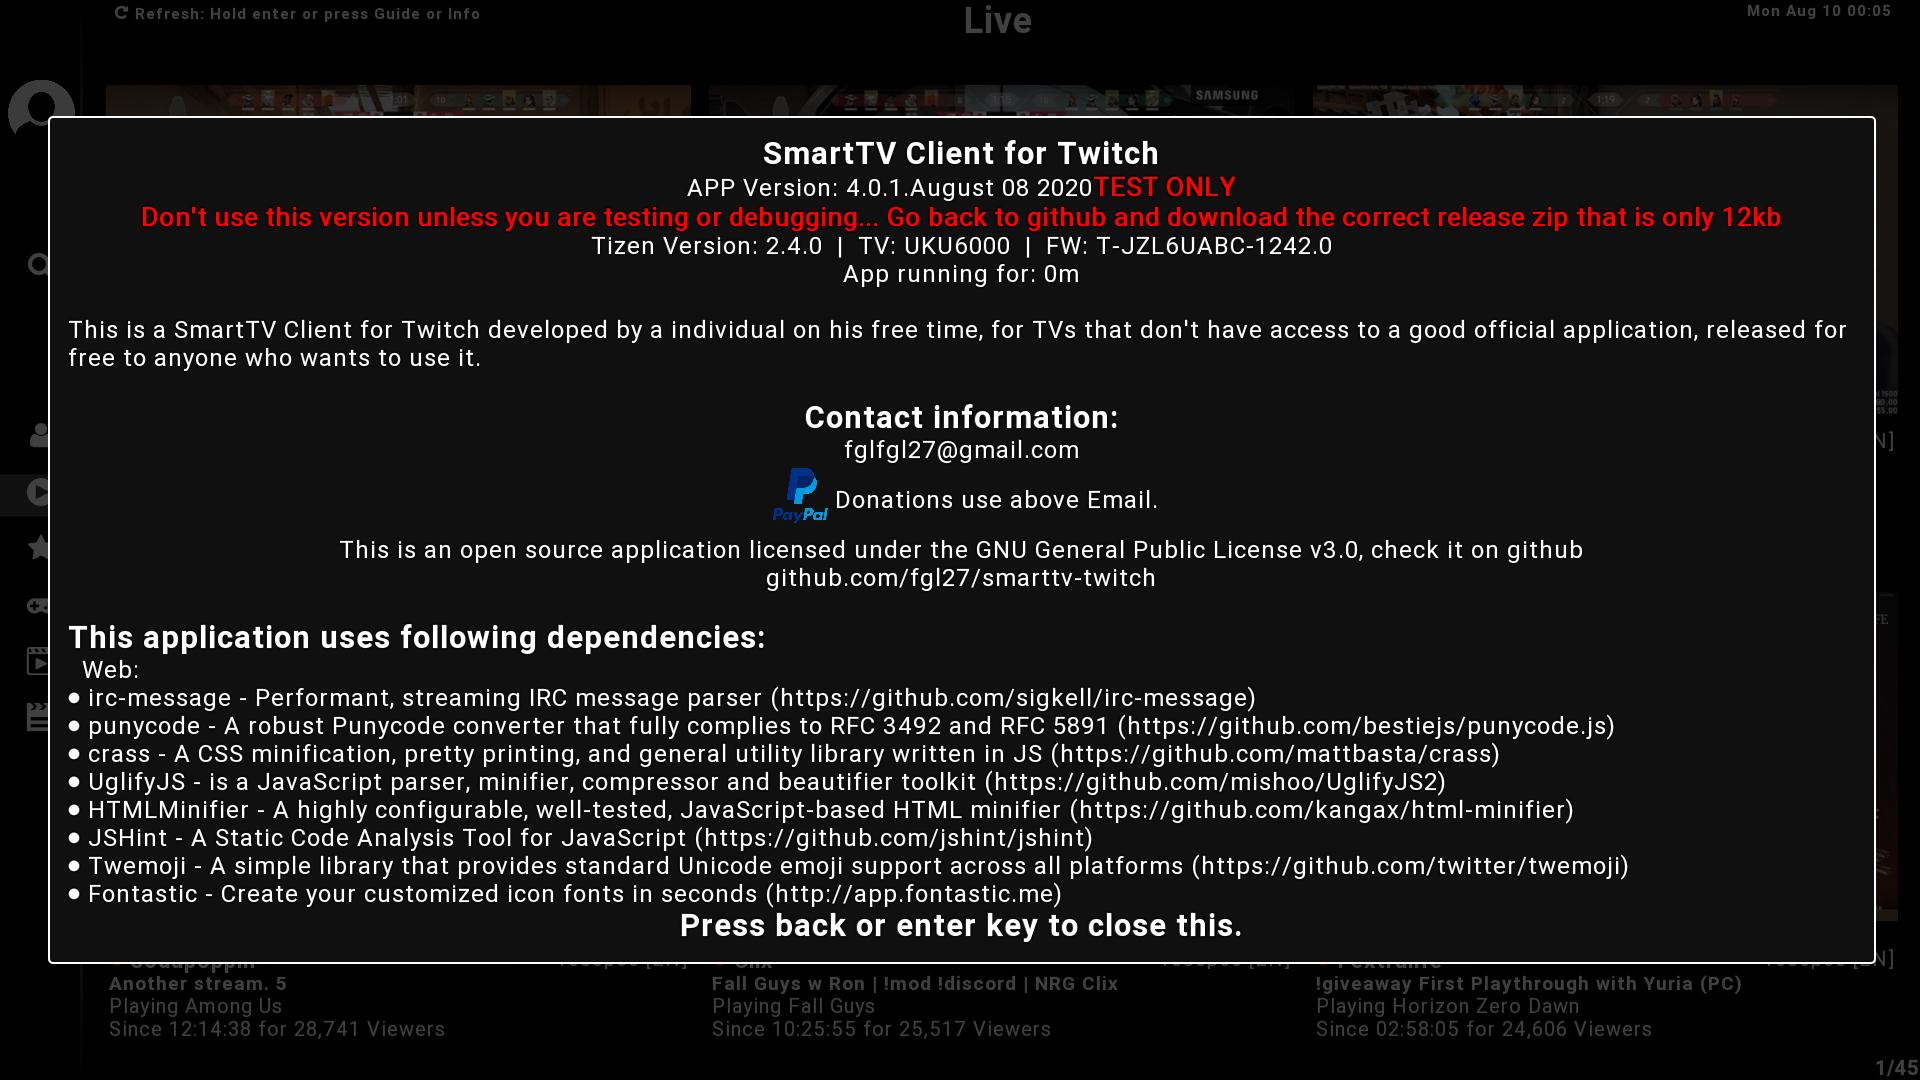 Refresh: Hold enter or press Guide or Info
Live
Mon Aug 10 00:05
SAMSUNG
SmartTV Client for Twitch
APP Version: 4.0.1.August 08 2020TEST ONLY
Don't use this version unless you are testing or debugging... Go back to github and download the correct release zip that is only 12kb
Tizen Version: 2.4.0 | TV: UKU6000 | FW: T-JZL6UABC-1242.0
App running for: 0m
This is a SmartTV Client for Twitch developed by a individual on his free time, for TVs that don't have access to a good official application, released for
free to anyone who wants to use it.
Contact information:
fglfgl27@gmail.com
PayPal Donations use above Email.
This is an open source application licensed under the GNU General Public License v3.0, check it on github
github.com/fgl27/smarttv-twitch
This application uses following dependencies:
Web:
● irc-message - Performant, streaming IRC message parser (https://github.com/sigkell/irc-message)
● punycode - A robust Punycode converter that fully complies to RFC 3492 and RFC 5891 (https://github.com/bestiejs/punycode.js)
● crass - A CSS minification, pretty printing, and general utility library written in JS (https://github.com/mattbasta/crass)
● UglifyJS - is a JavaScript parser, minifier, compressor and beautifier toolkit (https://github.com/mishoo/UglifyJS2)
● HTMLMinifier - A highly configurable, well-tested, JavaScript-based HTML minifier (https://github.com/kangax/html-minifier)
● JSHint - A Static Code Analysis Tool for JavaScript (https://github.com/jshint/jshint)
● Twemoji - A simple library that provides standard Unicode emoji support across all platforms (https://github.com/twitter/twemoji)
● Fontastic - Create your customized icon fonts in seconds (http://app.fontastic.me)
Press back or enter key to close this.
Another stream. 5
Playing Among Us
Since 12:14:38 for 28,741 Viewers
Fall Guys w Ron | !mod !discord | NRG Clix
Playing Fall Guys
Since 10:25:55 for 25,517 Viewers
!giveaway First Playthrough with Yuria (PC)
Playing Horizon Zero Dawn
Since 02:58:05 for 24,606 Viewers
1/45